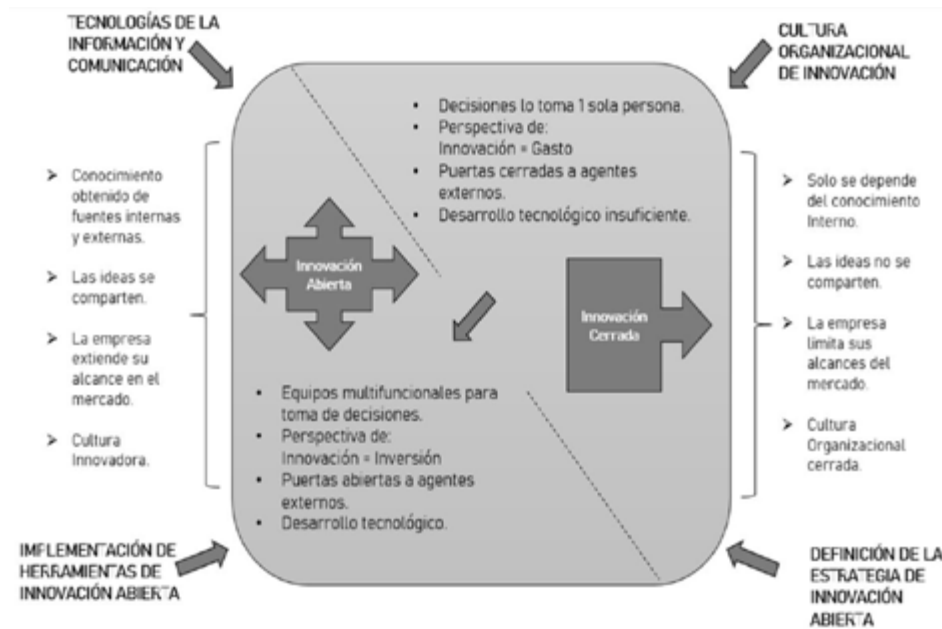 TECNOLOGÍAS DE LA
INFORMACIÓN Y
COMUNICACIÓN
CULTURA
ORGANIZACIONAL
DE INNOVACIÓN
• Decisiones lo toma 1 sola persona.
• Perspectiva de:
Innovación = Gasto
• Puertas cerradas a agentes
externos.
• Desarrollo tecnológico insuficiente.
➤ Conocimiento
obtenido de
fuentes internas
y externas.
➤ Las ideas se
comparten.
➤ La empresa
extiende su
alcance en el
mercado.
➤ Cultura
Innovadora.
Innovación
Abierta
Innovación
Cerrada
➤ Solo se depende
del conocimiento
Interno.
➤ Las ideas no se
comparten.
➤ La empresa
limita sus
alcances del
mercado.
➤ Cultura
Organizacional
cerrada.
• Equipos multifuncionales para
toma de decisiones.
• Perspectiva de:
Innovación = Inversión
• Puertas abiertas a agentes
externos.
• Desarrollo tecnológico.
IMPLEMENTACIÓN DE
HERRAMIENTAS DE
INNOVACIÓN ABIERTA
DEFINICIÓN DE LA
ESTRATEGIA DE
INNOVACIÓN
ABIERTA